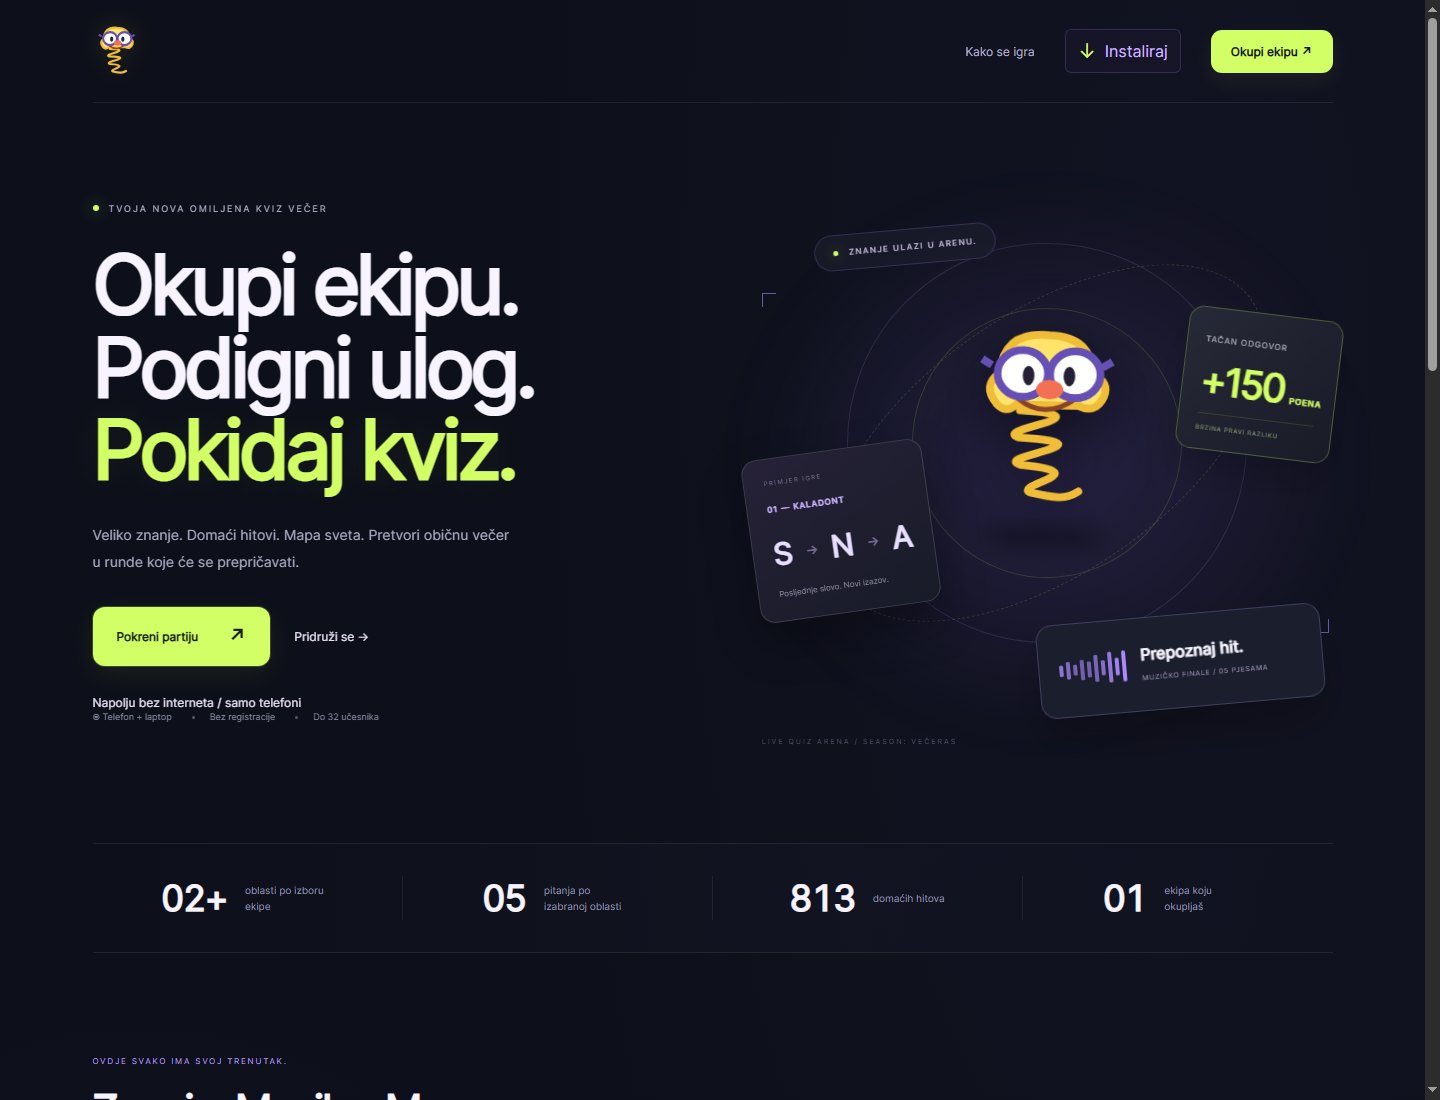 Kako se igra
Instaliraj
Okupi ekipu ↗
TVOJA NOVA OMILJENA KVIZ VEČER
Okupi ekipu.
Podigni ulog.
Pokidaj kviz.
Veliko znanje. Domaći hitovi. Mapa sveta. Pretvori običnu večer
u runde koje će se prepričavati.
Pokreni partiju ↗
Pridruži se →
Napolju bez interneta / samo telefoni
Telefon + laptop • Bez registracije • Do 32 učesnika
ZNANJE ULAZI U ARENU.
TAČAN ODGOVOR
+150 POENA
BRZINA PRAVI RAZLIKU
PRIMJER IGRE
01 — KALADONT
S → N → A
Posljednje slovo. Novi izazov.
Prepoznaj hit.
MUZIČKO FINALE / 05 PJESAMA
LIVE QUIZ ARENA / SEASON: VEČERAS
02+
oblasti po izboru
ekipe
05
pitanja po
izabranoj oblasti
813
domaćih hitova
01
ekipa koju
okupljaš
OVDJE SVAKO IMA SVOJ TRENUTAK.